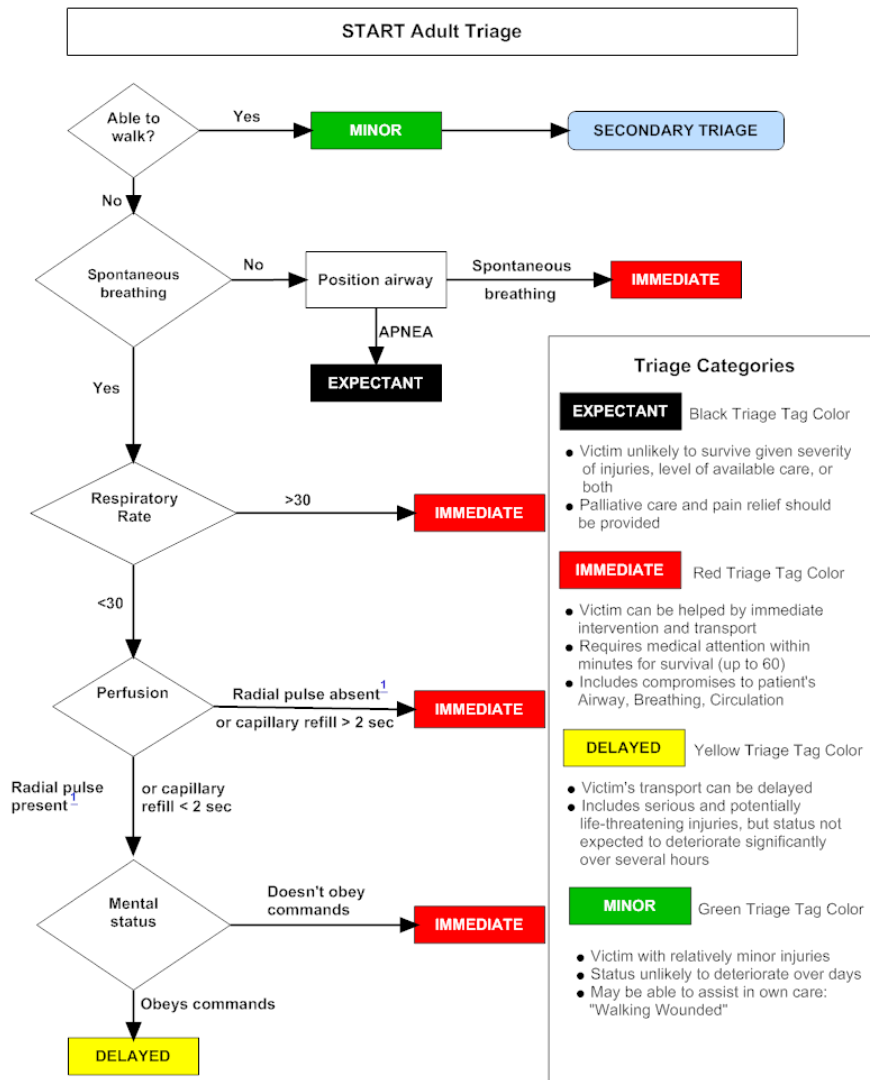 START Adult Triage
Able to
walk?
Yes
MINOR
SECONDARY TRIAGE
No
Spontaneous
breathing
No
Position airway
Spontaneous
breathing
IMMEDIATE
APNEA
EXPECTANT
Yes
Respiratory
Rate
>30
IMMEDIATE
<30
Perfusion
Radial pulse absent1
or capillary refill > 2 sec
IMMEDIATE
Radial pulse
present1
or capillary
refill < 2 sec
Mental
status
Doesn't obey
commands
IMMEDIATE
Obeys commands
DELAYED
Triage Categories
EXPECTANT Black Triage Tag Color
● Victim unlikely to survive given severity
of injuries, level of available care, or
both
● Palliative care and pain relief should
be provided
IMMEDIATE Red Triage Tag Color
● Victim can be helped by immediate
intervention and transport
● Requires medical attention within
minutes for survival (up to 60)
● Includes compromises to patient's
Airway, Breathing, Circulation
DELAYED Yellow Triage Tag Color
● Victim's transport can be delayed
● Includes serious and potentially
life-threatening injuries, but status not
expected to deteriorate significantly
over several hours
MINOR Green Triage Tag Color
● Victim with relatively minor injuries
● Status unlikely to deteriorate over days
● May be able to assist in own care:
"Walking Wounded"